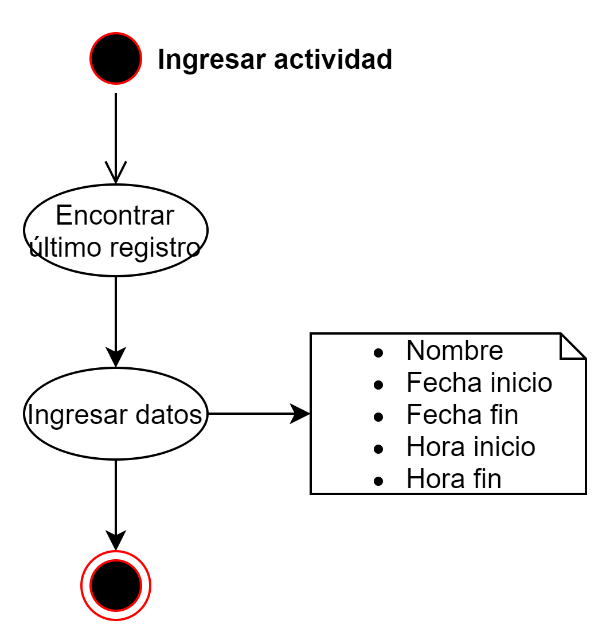 Ingresar actividad
Encontrar
último registro
Ingresar datos
• Nombre
• Fecha inicio
• Fecha fin
• Hora inicio
• Hora fin